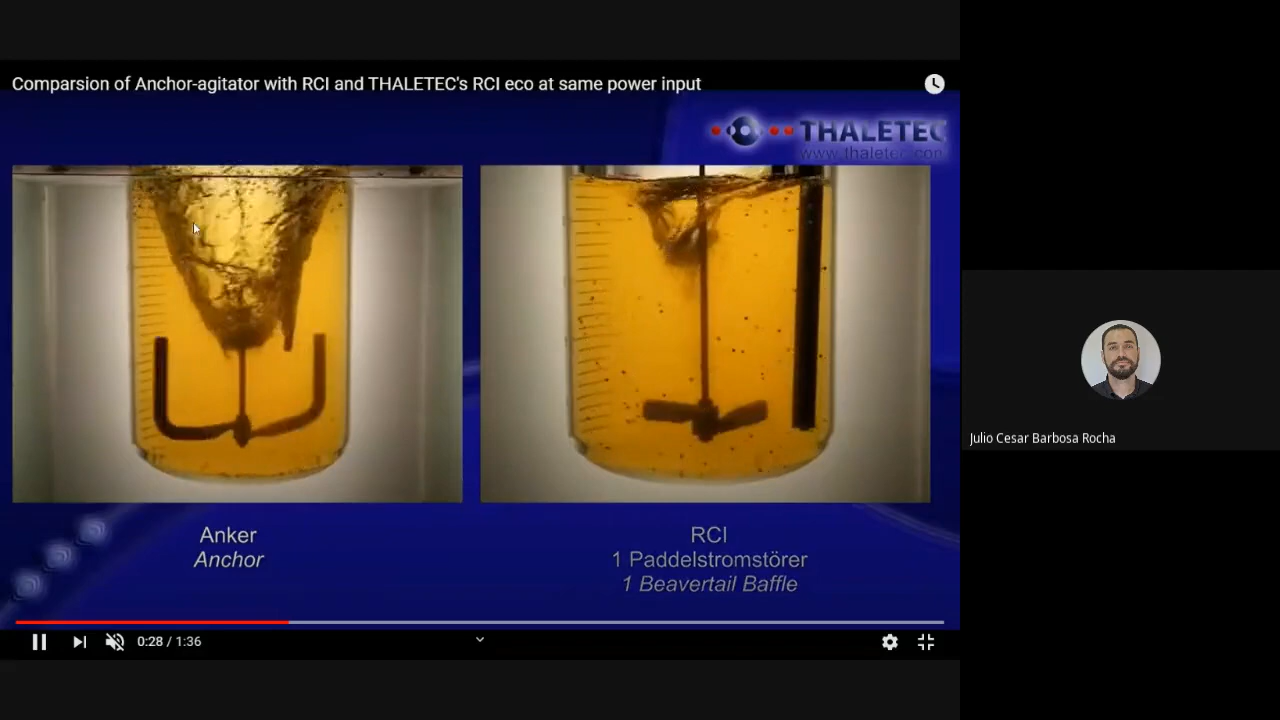 Comparsion of Anchor-agitator with RCI and THALETEC's RCI eco at same power input
THALETEC
www.thaletec.com
Anker
Anchor
RCI
1 Paddelstromstörer
1 Beavertail Baffle
0:28 / 1:36
Julio Cesar Barbosa Rocha